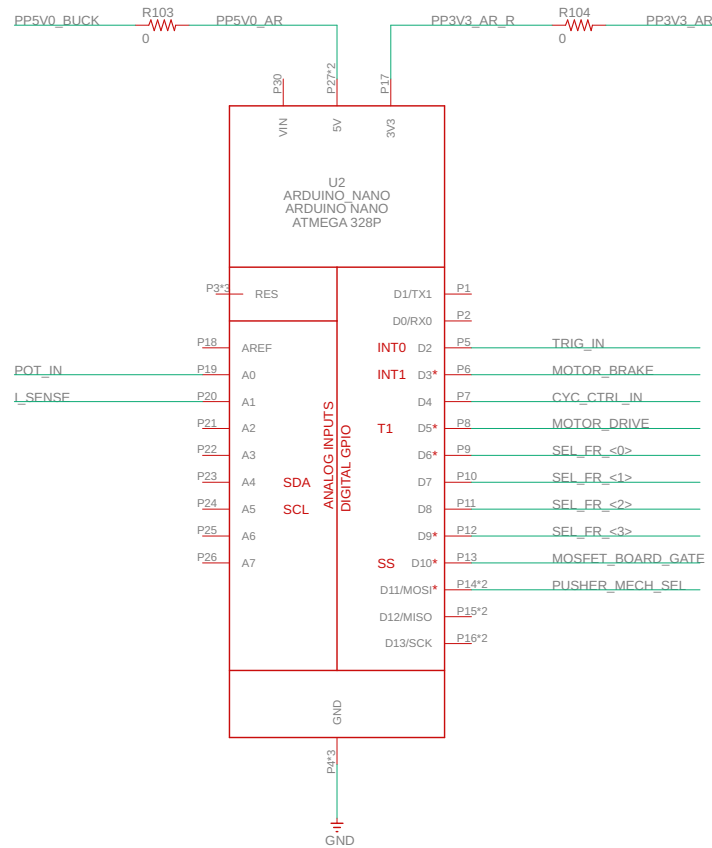 R103
R104
PP5V0_BUCK
PP5V0_AR
PP3V3_AR_R
PP3V3_AR
0
0
P30
P27*2
P17
VIN
5V
3V3
U2
ARDUINO_NANO
ARDUINO NANO
ATMEGA 328P
P3*3 RES D1/TX1 P1
D0/RX0 P2
P18 AREF INT0 D2 P5 TRIG_IN
POT_IN P19 A0 INT1 D3* P6 MOTOR_BRAKE
I_SENSE P20 A1 D4 P7 CYC_CTRL_IN
P21 A2 T1 D5* P8 MOTOR_DRIVE
P22 A3 D6* P9 SEL_FR_<0>
P23 A4 SDA D7 P10 SEL_FR_<1>
P24 A5 SCL D8 P11 SEL_FR_<2>
P25 A6 D9* P12 SEL_FR_<3>
P26 A7 SS D10* P13 MOSFET_BOARD_GATE
D11/MOSI* P14*2 PUSHER_MECH_SEL
D12/MISO P15*2
D13/SCK P16*2
ANALOG INPUTS
DIGITAL GPIO
GND
P4*3
GND